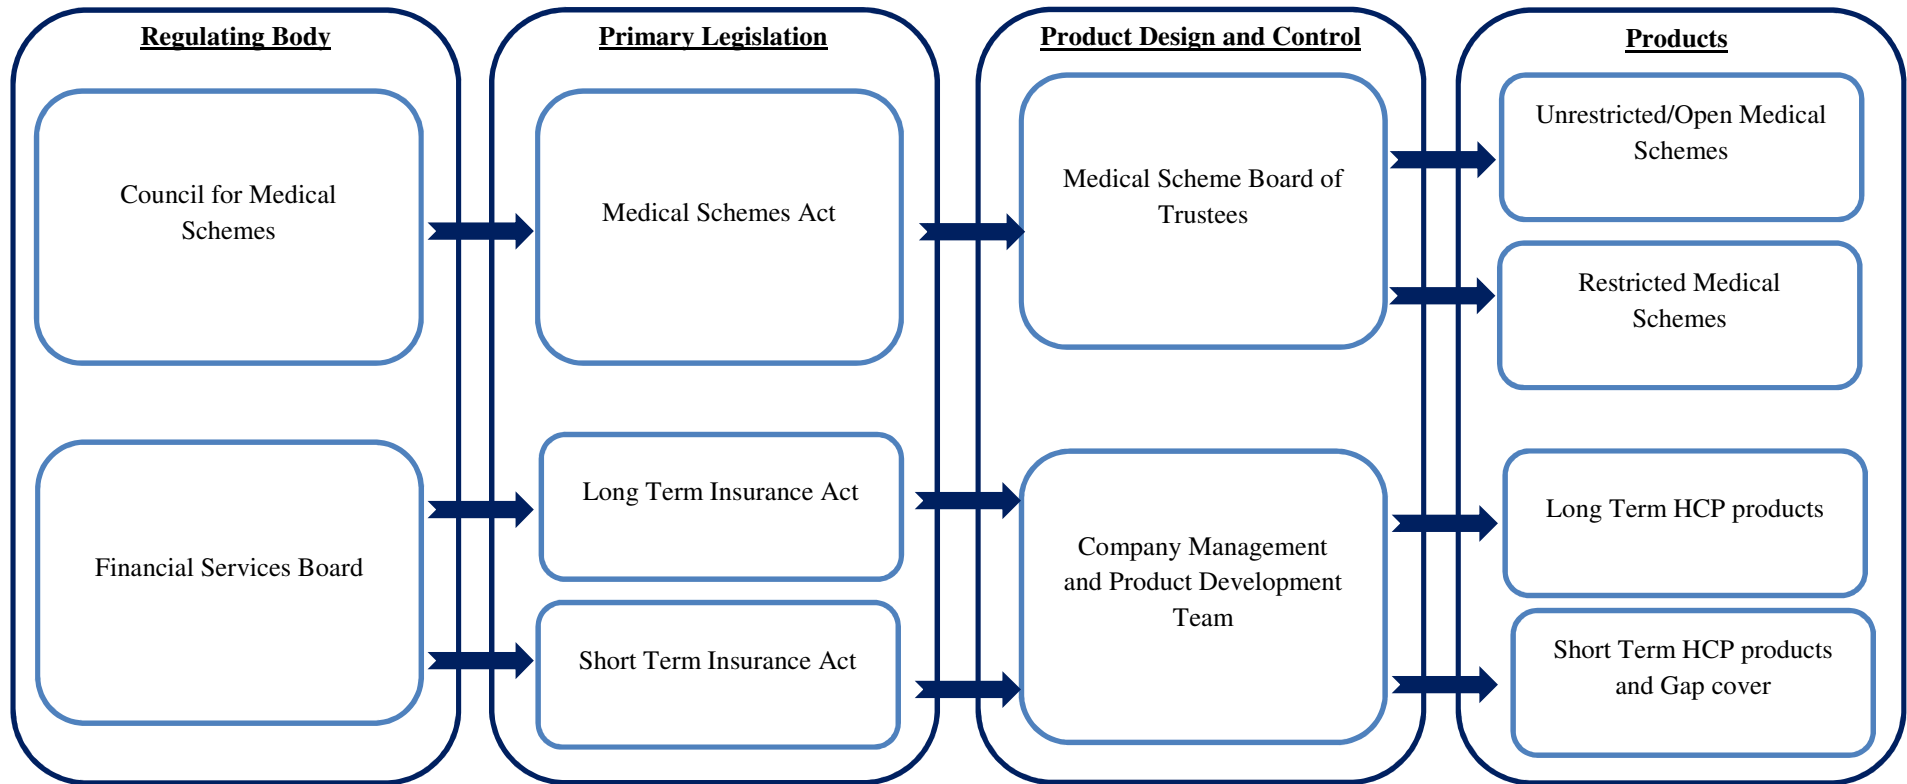 Regulating Body
Council for Medical
Schemes
Financial Services Board
Primary Legislation
Medical Schemes Act
Long Term Insurance Act
Short Term Insurance Act
Product Design and Control
Medical Scheme Board of
Trustees
Company Management
and Product Development
Team
Products
Unrestricted/Open Medical
Schemes
Restricted Medical
Schemes
Long Term HCP products
Short Term HCP products
and Gap cover